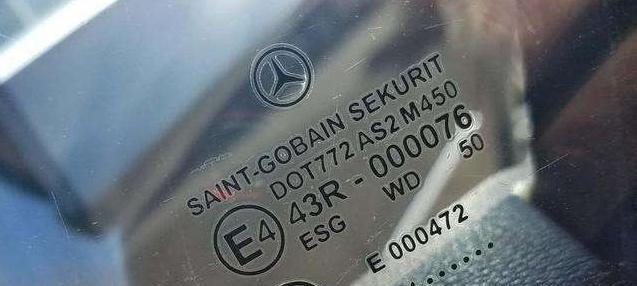 SAINT-GOBAIN SEKURIT
DOT772 AS2 M450
E4 43R - 000076
ESG WD 50
E 000472